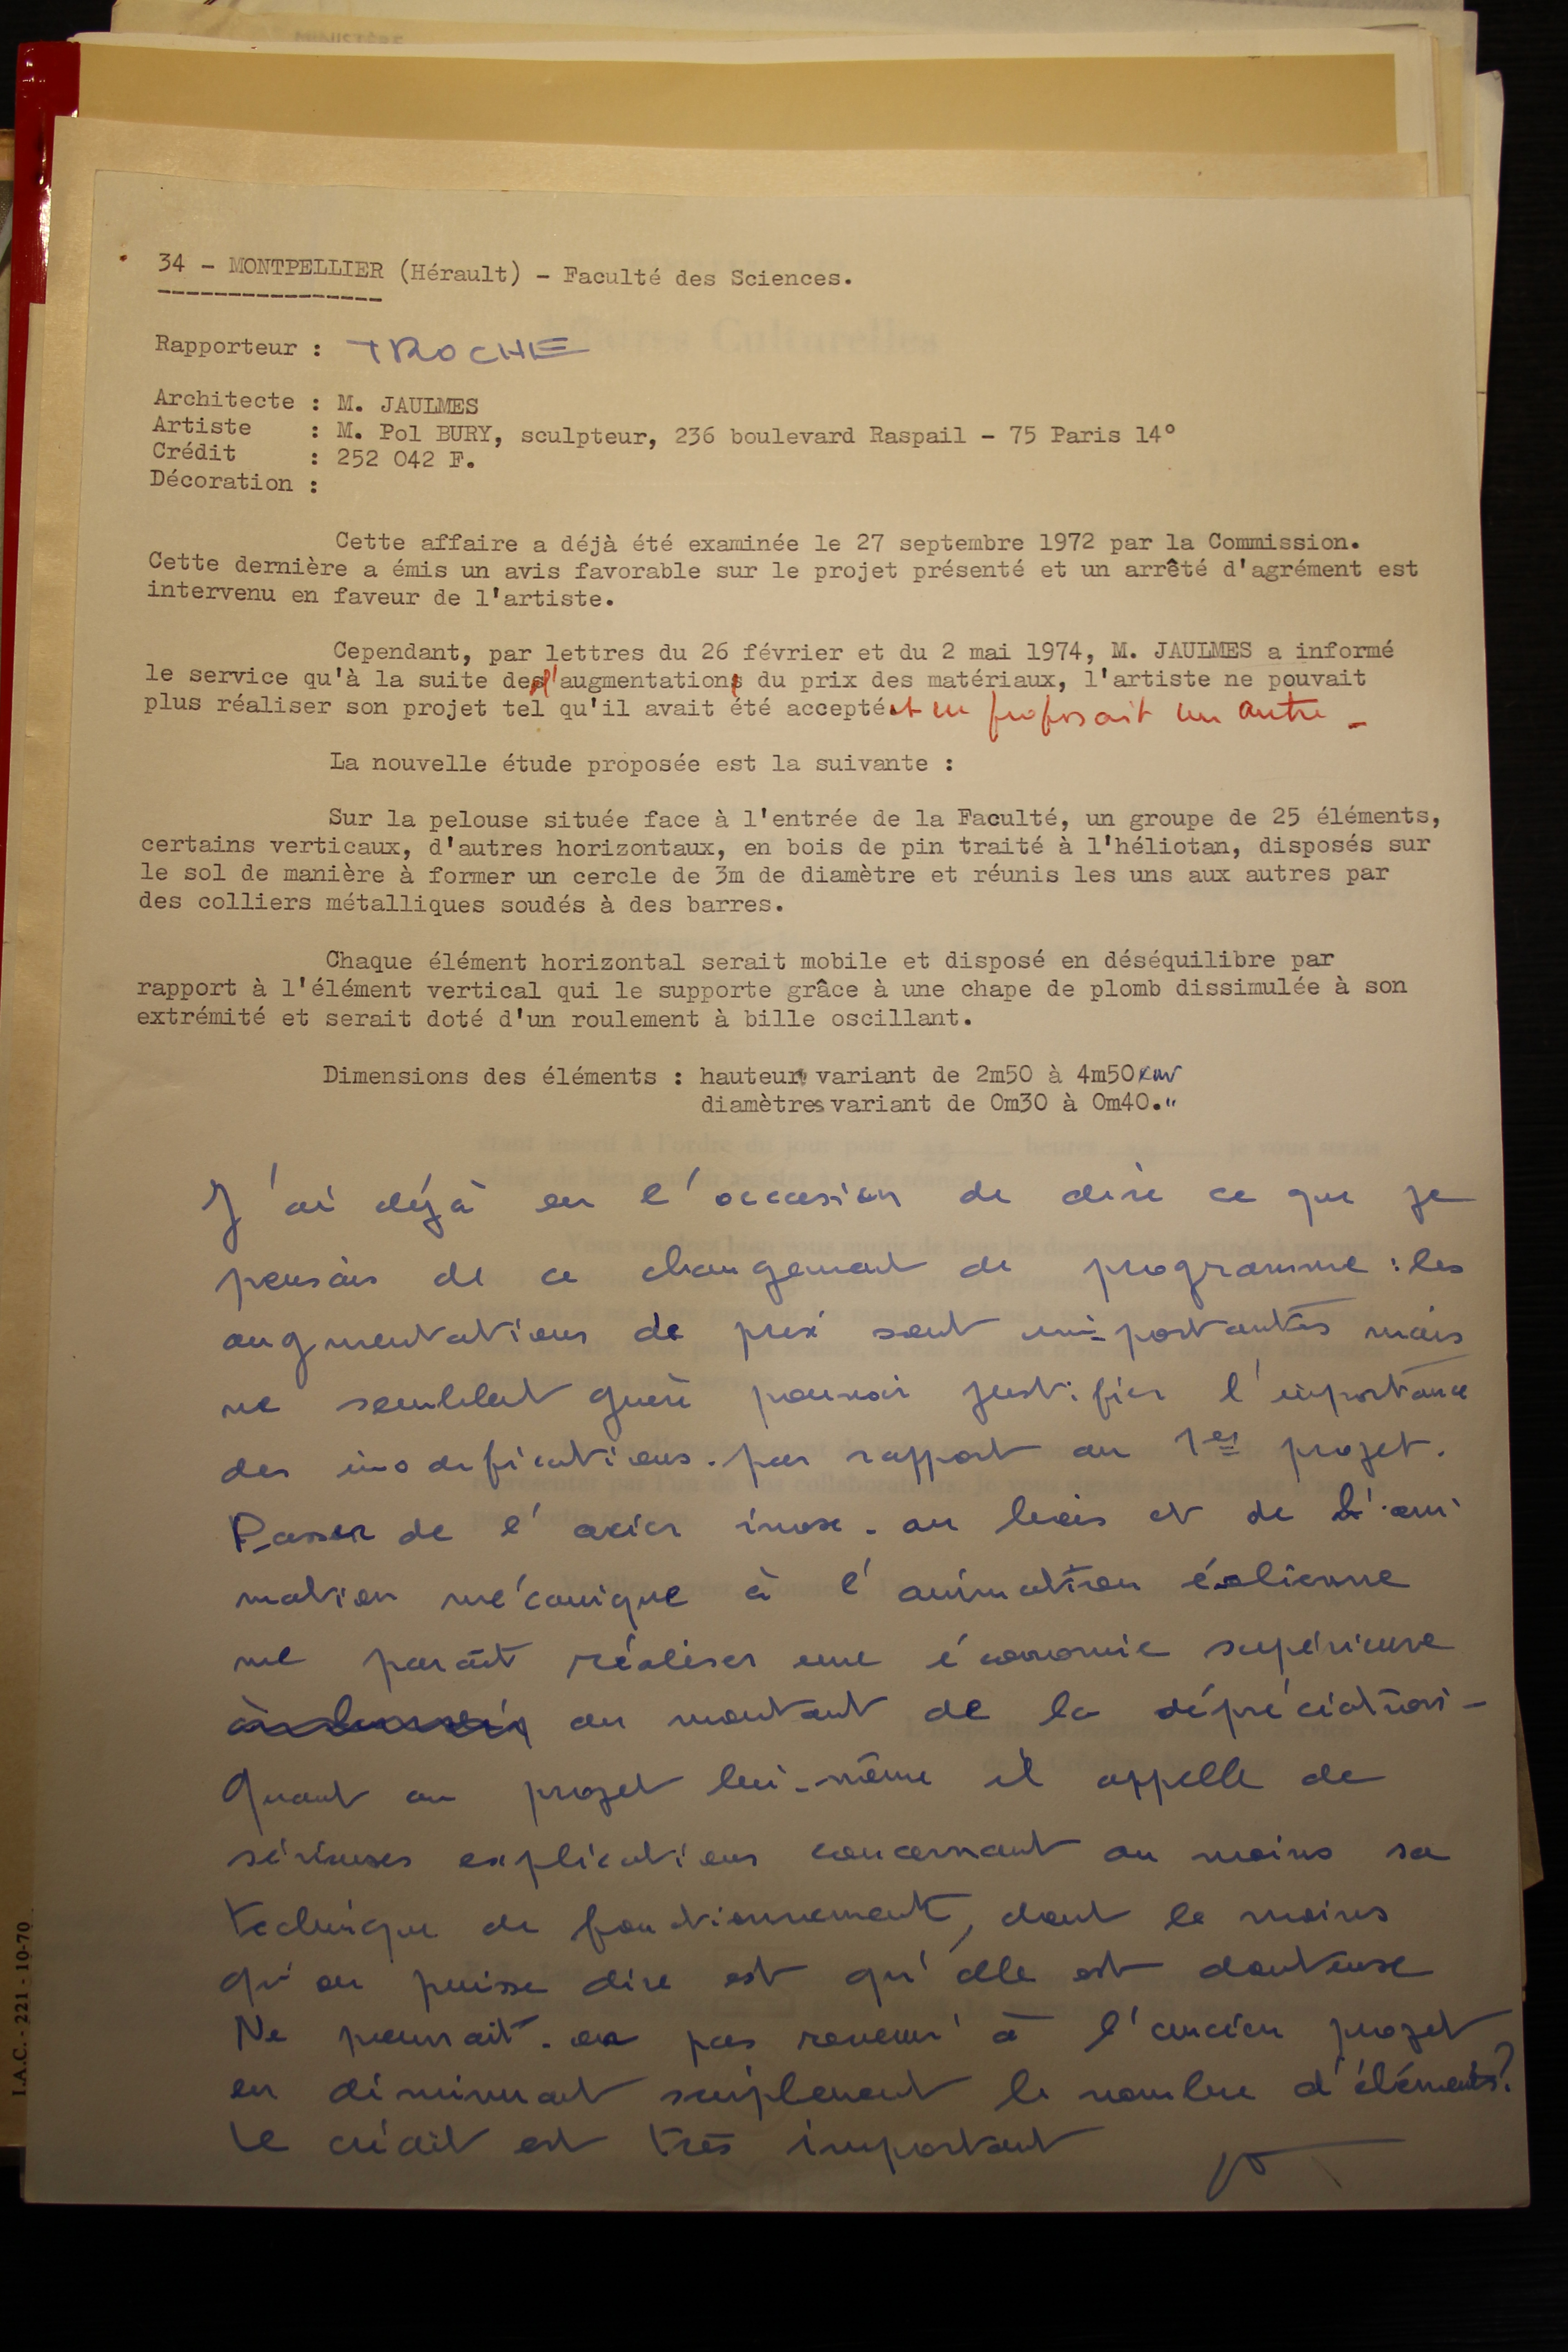 MINISTÈRE
34 - MONTPELLIER (Hérault) - Faculté des Sciences.
Rapporteur : TROCHE
Architecte : M. JAULMES
Artiste : M. Pol BURY, sculpteur, 236 boulevard Raspail - 75 Paris 14°
Crédit : 252 042 F.
Décoration :
Cette affaire a déjà été examinée le 27 septembre 1972 par la Commission.
Cette dernière a émis un avis favorable sur le projet présenté et un arrêté d'agrément est
intervenu en faveur de l'artiste.
Cependant, par lettres du 26 février et du 2 mai 1974, M. JAULMES a informé
le service qu'à la suite de l'augmentation du prix des matériaux, l'artiste ne pouvait
plus réaliser son projet tel qu'il avait été accepté et en proposait un autre -
La nouvelle étude proposée est la suivante :
Sur la pelouse située face à l'entrée de la Faculté, un groupe de 25 éléments,
certains verticaux, d'autres horizontaux, en bois de pin traité à l'héliotan, disposés sur
le sol de manière à former un cercle de 3m de diamètre et réunis les uns aux autres par
des colliers métalliques soudés à des barres.
Chaque élément horizontal serait mobile et disposé en déséquilibre par
rapport à l'élément vertical qui le supporte grâce à une chape de plomb dissimulée à son
extrémité et serait doté d'un roulement à bille oscillant.
Dimensions des éléments : hauteur variant de 2m50 à 4m50
diamètres variant de 0m30 à 0m40."
J'ai déjà eu l'occasion de dire ce que je
pensais de ce changement de programme : les
augmentations de prix sont importantes mais
ne semblent guère pouvoir justifier l'importance
des modifications. par rapport au 1er projet.
Passer de l'acier inox. au bois et de l'ani
mation mécanique à l'animation éolienne
me paraît réaliser une économie supérieure
au montant de la dépréciation -
Quant au projet lui-même il appelle de
sérieuses explications concernant au moins sa
technique de fonctionnement, dont le moins
qu'on puisse dire est qu'elle est douteuse
Ne pourrait-on pas revenir à l'ancien projet
en diminuant simplement le nombre d'éléments ?
Le crédit est très important
I.A.C. - 221 - 10-70